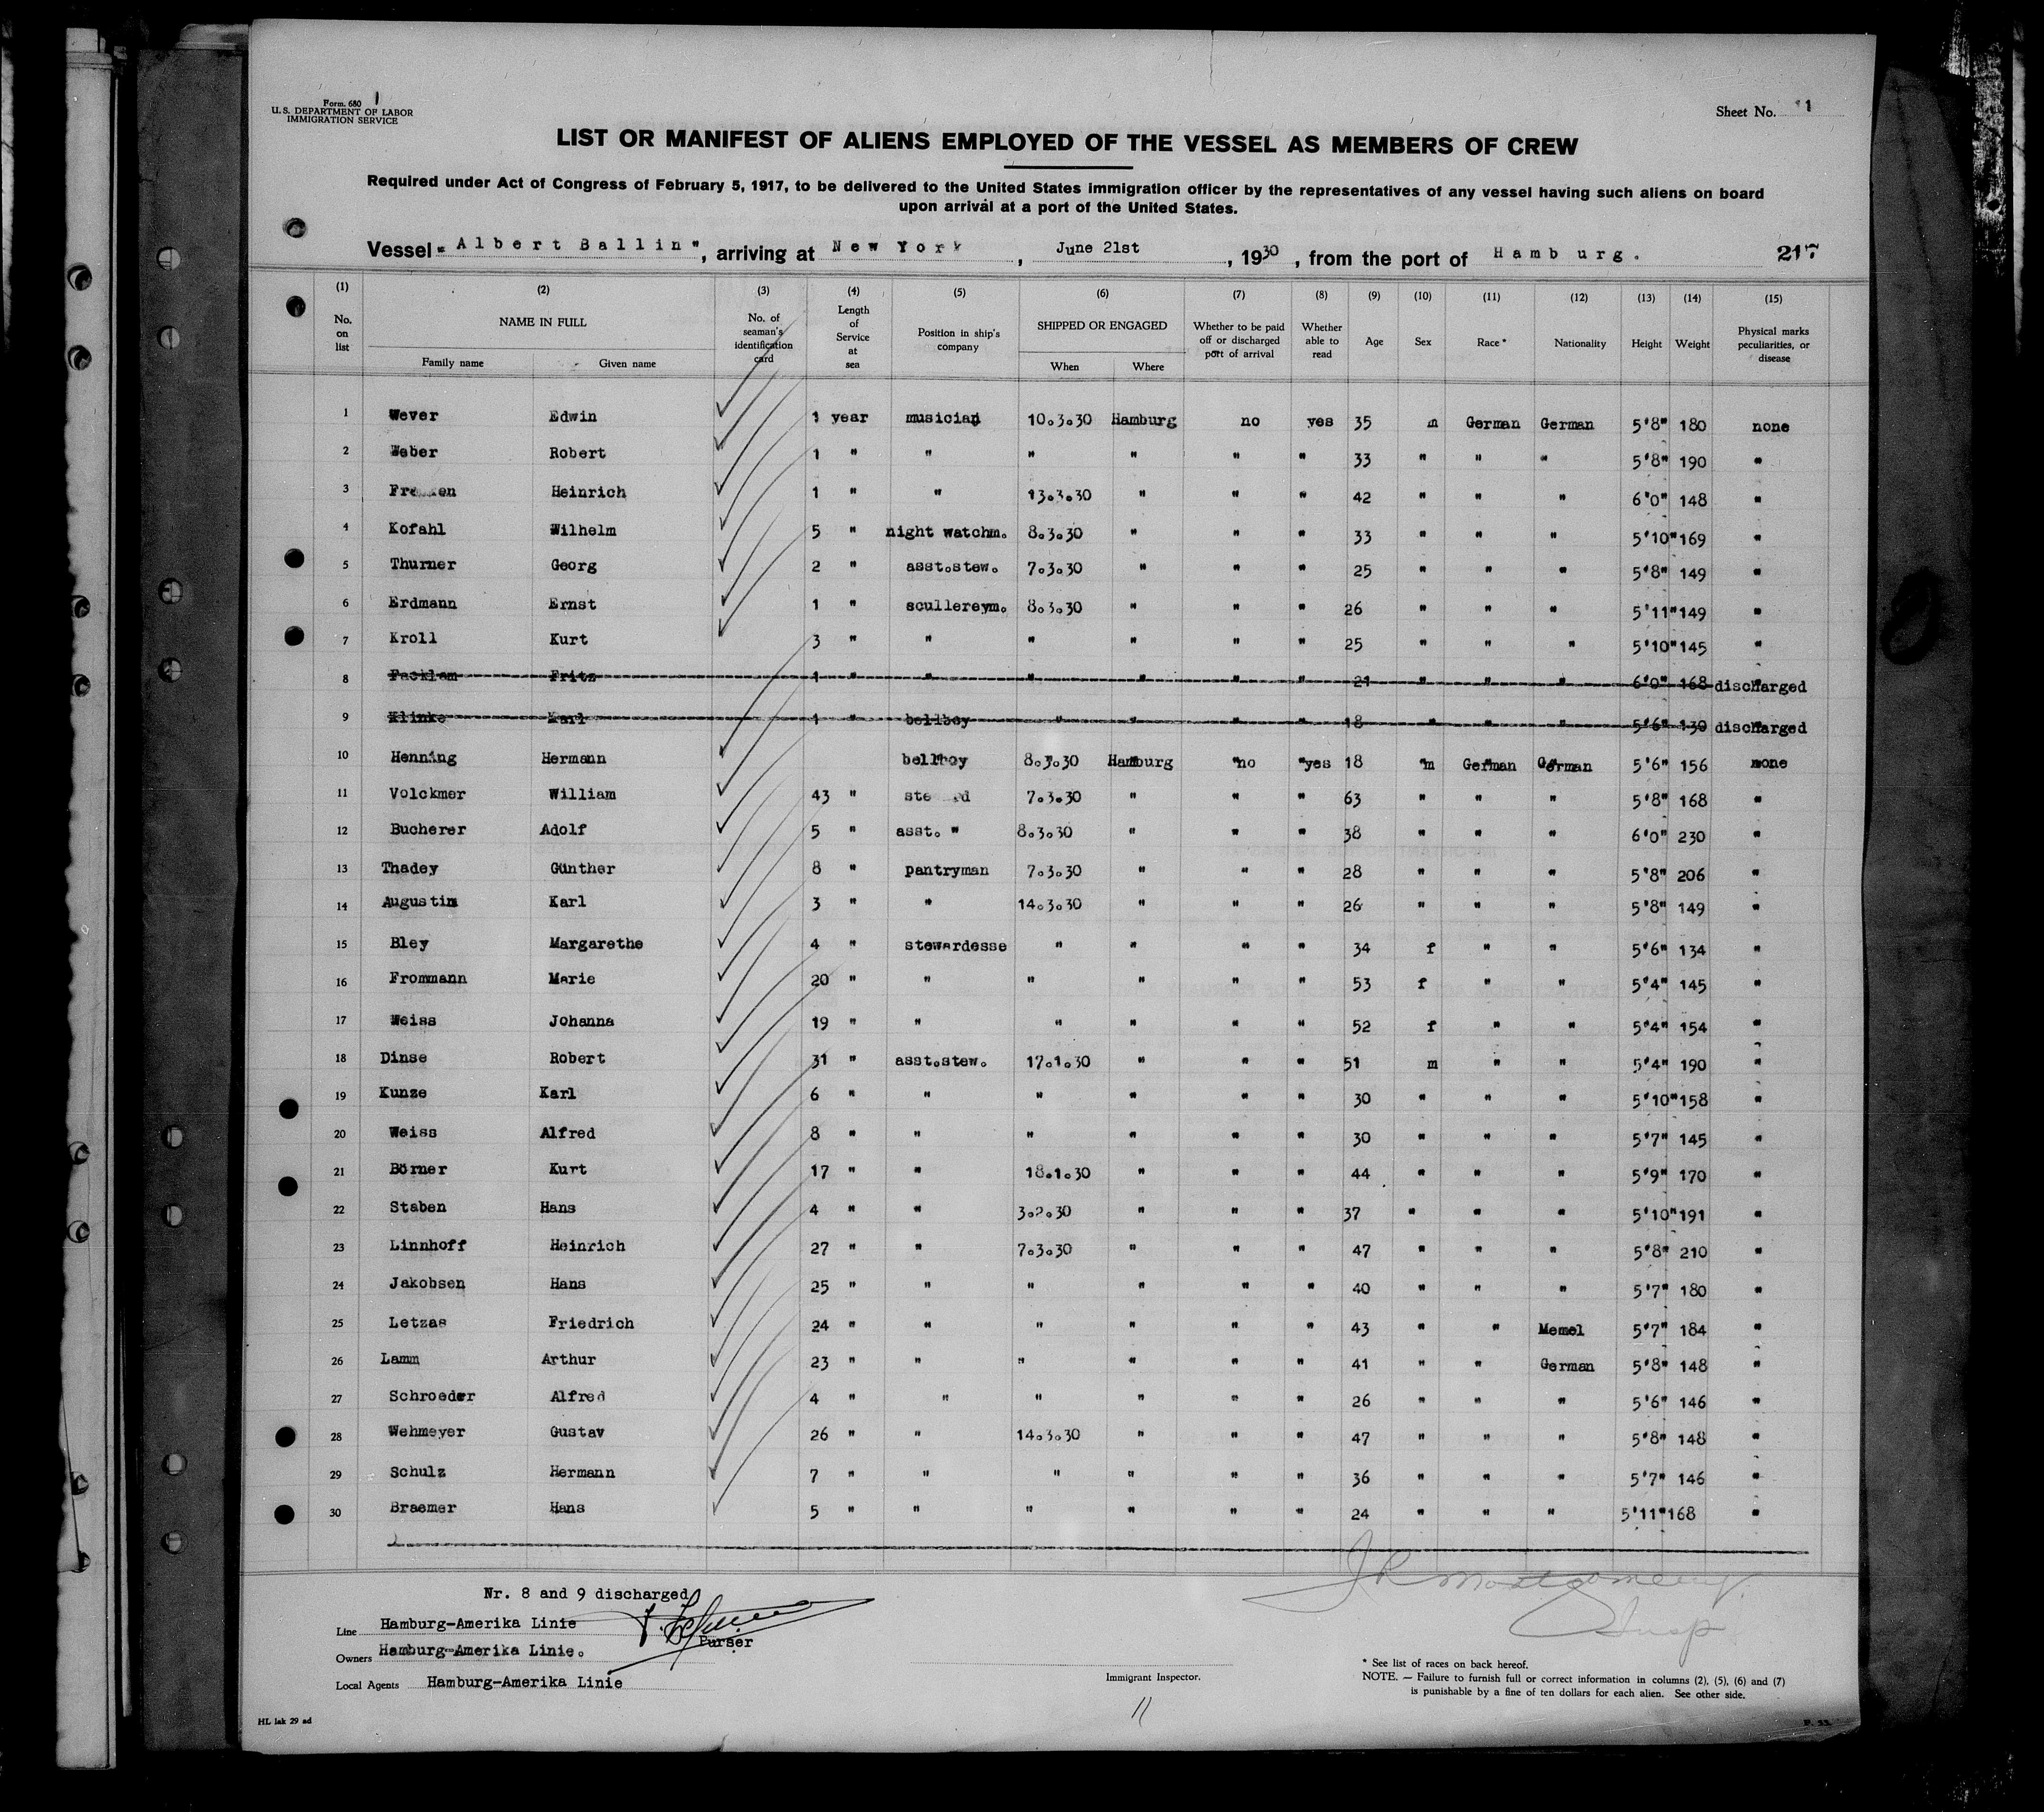 Form. 680
U. S. DEPARTMENT OF LABOR
IMMIGRATION SERVICE
Sheet No. 1
LIST OR MANIFEST OF ALIENS EMPLOYED OF THE VESSEL AS MEMBERS OF CREW
Required under Act of Congress of February 5, 1917, to be delivered to the United States immigration officer by the representatives of any vessel having such aliens on board
upon arrival at a port of the United States.
Vessel "Albert Ballin", arriving at New York, June 21st, 1930, from the port of Hamburg. 217
(1) (2) (3) (4) (5) (6) (7) (8) (9) (10) (11) (12) (13) (14) (15)
No. on list NAME IN FULL No. of seaman's identification card Length of Service at sea Position in ship's company SHIPPED OR ENGAGED Whether to be paid off or discharged port of arrival Whether able to read Age Sex Race* Nationality Height Weight Physical marks peculiarities, or disease
Family name Given name When Where
1 Wever Edwin 1 year musician 10.3.30 Hamburg no yes 35 m German German 5'8" 180 none
2 Weber Robert 1 " " " " " " 33 " " " 5'8" 190 "
3 Heinrich 1 " " 13.3.30 " " " 42 " " " 6'0" 148 "
4 Kofahl Wilhelm 5 " night watchm. 8.3.30 " " " 33 " " " 5'10" 169 "
5 Thurner Georg 2 " asst.stew. 7.3.30 " " " 25 " " " 5'8" 149 "
6 Erdmann Ernst 1 " scullereym. 8.3.30 " " " 26 " " " 5'11" 149 "
7 Kroll Kurt 3 " " " " " " 25 " " " 5'10" 145 "
8 Facklam Fritz 1 " " " " " " 21 " " " 6'0" 168 discharged
9 Klinke Karl 1 " bellboy " " " " 18 " " " 5'6" 130 discharged
10 Henning Hermann bellboy 8.3.30 Hamburg no yes 18 m German German 5'6" 156 none
11 Volckmer William 43 " 7.3.30 " " " 63 " " " 5'8" 168 "
12 Bucherer Adolf 5 " asst. " 8.3.30 " " " 38 " " " 6'0" 230 "
13 Thadey Günther 8 " pantryman 7.3.30 " " " 28 " " " 5'8" 206 "
14 Augustin Karl 3 " " 14.3.30 " " " 26 " " " 5'8" 149 "
15 Bley Margarethe 4 " stewardesse " " " " 34 f " " 5'6" 134 "
16 Frommann Marie 20 " " " " " " 53 f " " 5'4" 145 "
17 Weiss Johanna 19 " " " " " " 52 f " " 5'4" 154 "
18 Dinse Robert 31 " asst.stew. 17.1.30 " " " 51 m " " 5'4" 190 "
19 Kunze Karl 6 " " " " " " 30 " " " 5'10" 158 "
20 Weiss Alfred 8 " " " " " " 30 " " " 5'7" 145 "
21 Börner Kurt 17 " " 18.1.30 " " " 44 " " " 5'9" 170 "
22 Staben Hans 4 " " 3.2.30 " " " 37 " " " 5'10" 191 "
23 Linnhoff Heinrich 27 " " 7.3.30 " " " 47 " " " 5'8" 210 "
24 Jakobsen Hans 25 " " " " " " 40 " " " 5'7" 180 "
25 Letzas Friedrich 24 " " " " " " 43 " " Memel 5'7" 184 "
26 Lamm Arthur 23 " " " " " " 41 " " German 5'8" 148 "
27 Schroeder Alfred 4 " " " " " " 26 " " " 5'6" 146 "
28 Wehmeyer Gustav 26 " " 14.3.30 " " " 47 " " " 5'8" 148 "
29 Schulz Hermann 7 " " " " " " 36 " " " 5'7" 146 "
30 Braemer Hans 5 " " " " " " 24 " " " 5'11" 168 "
Nr. 8 and 9 discharged
Line Hamburg-Amerika Linie
Purser
Owners Hamburg-Amerika Linie.
Local Agents Hamburg-Amerika Linie
J R Montgomery
Insp
Immigrant Inspector.
11
* See list of races on back hereof.
NOTE. — Failure to furnish full or correct information in columns (2), (5), (6) and (7)
is punishable by a fine of ten dollars for each alien. See other side.
HL lak 29 ad